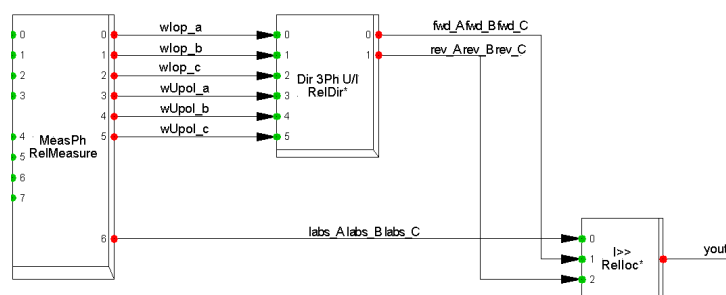 0 0 wIop_a 0 0 fwd_Afwd_Bfwd_C
1 1 wIop_b 1 1 rev_Arev_Brev_C
2 2 wIop_c 2
Dir 3Ph U/I
3 3 wUpol_a 3
RelDir*
4 wUpol_b 4
4 5 wUpol_c 5
MeasPh
5
RelMeasure
6
7
6 Iabs_AIabs_BIabs_C 0
I>>
1 yout
RelIoc*
2